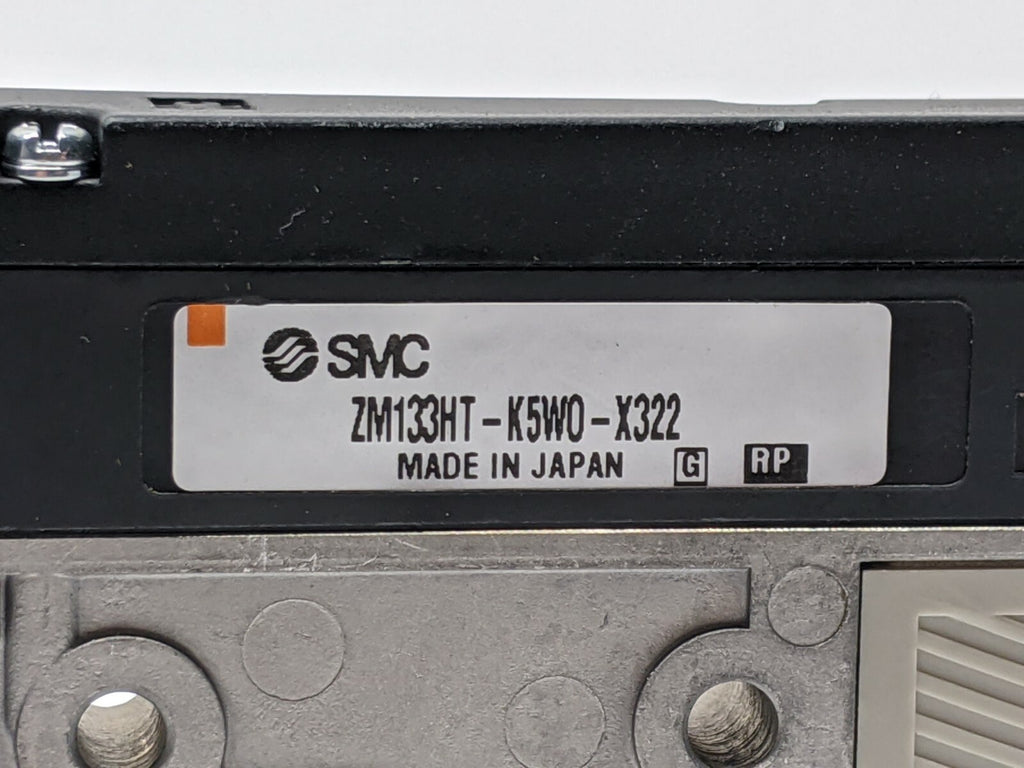 SMC
ZM133HT-K5W0-X322
MADE IN JAPAN G RP